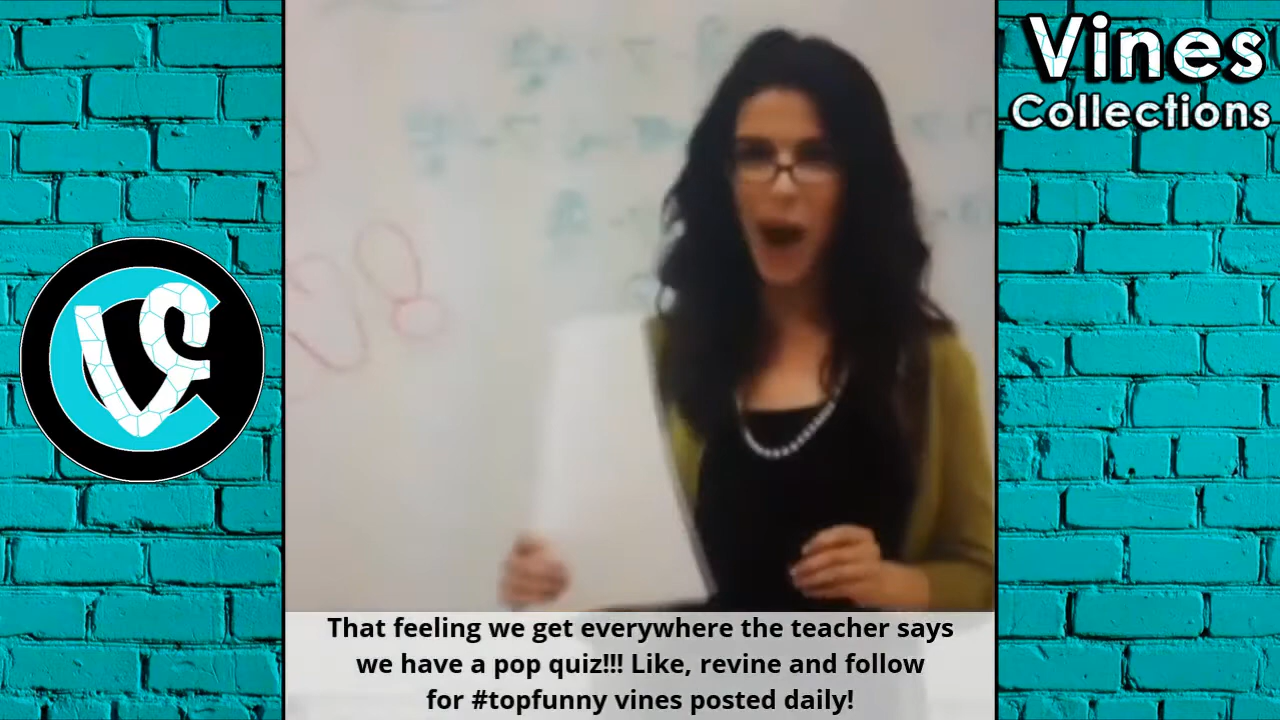 Vines
Collections
VC
That feeling we get everywhere the teacher says
we have a pop quiz!!! Like, revine and follow
for #topfunny vines posted daily!